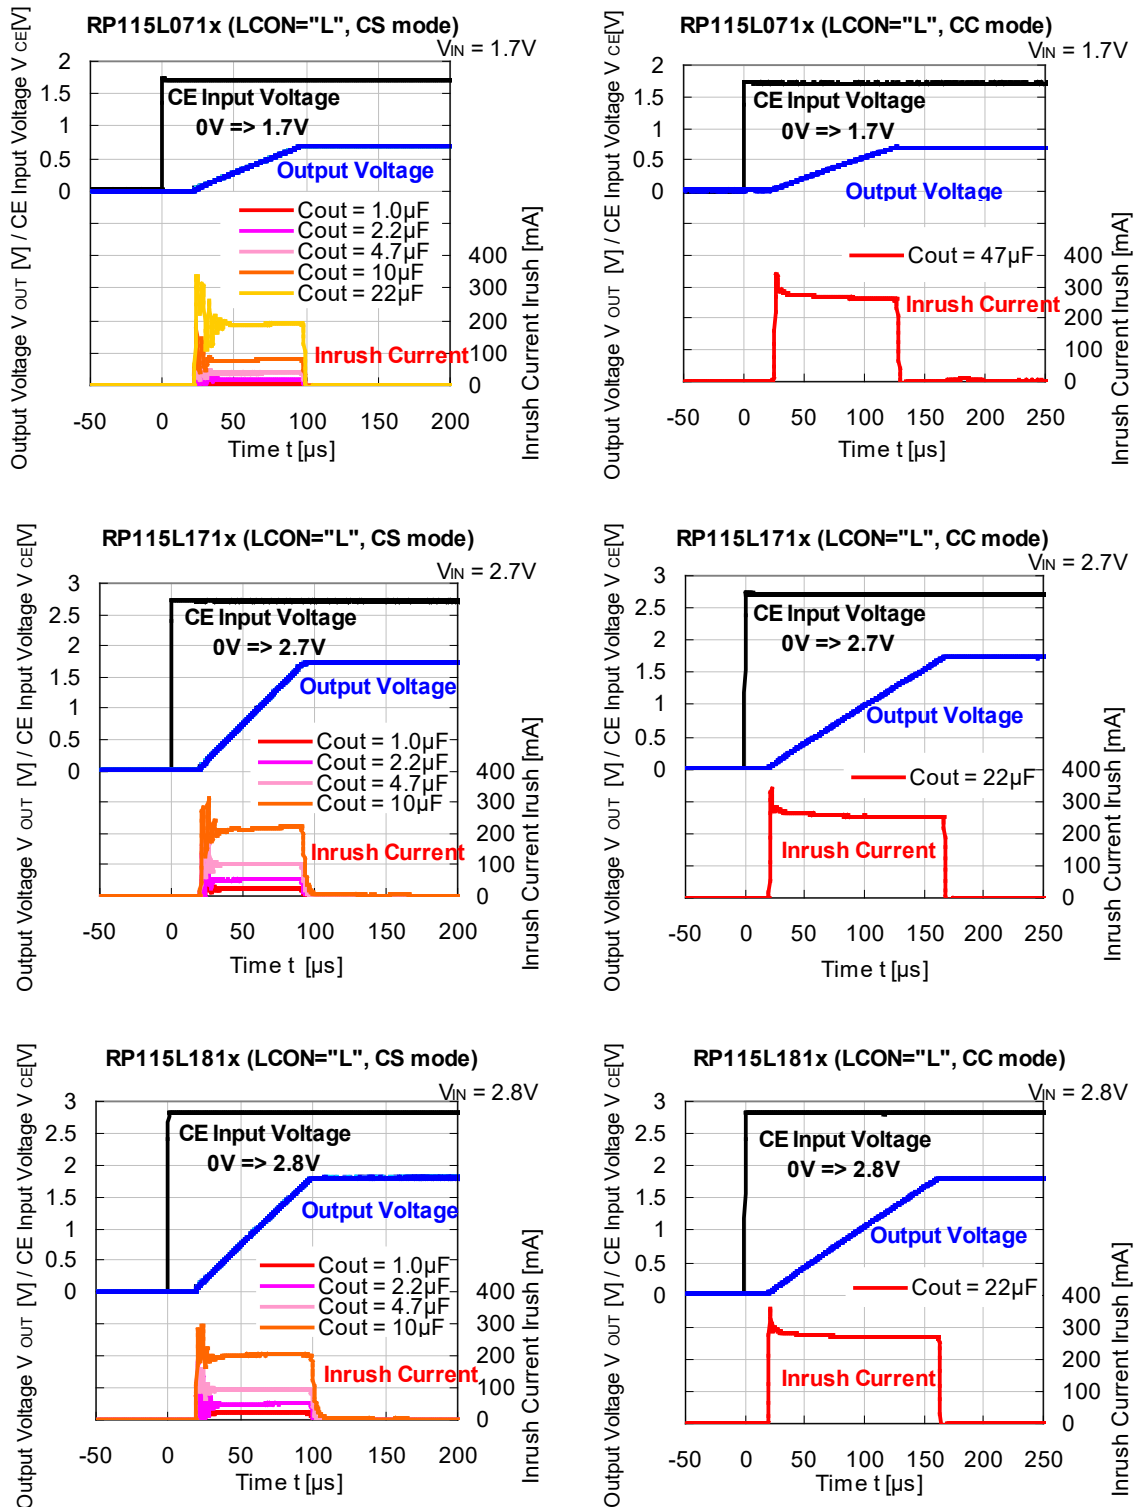 RP115L071x (LCON="L", CS mode)
VIN = 1.7V
Output Voltage V OUT [V] / CE Input Voltage V CE[V]
2
1.5
1
0.5
0
CE Input Voltage
0V => 1.7V
Output Voltage
Cout = 1.0µF
Cout = 2.2µF
Cout = 4.7µF
Cout = 10µF
Cout = 22µF
Inrush Current
400
300
200
100
0
Inrush Current Irush [mA]
-50 0 50 100 150 200
Time t [µs]
RP115L071x (LCON="L", CC mode)
VIN = 1.7V
Output Voltage V OUT [V] / CE Input Voltage V CE[V]
2
1.5
1
0.5
0
CE Input Voltage
0V => 1.7V
Output Voltage
Cout = 47µF
Inrush Current
400
300
200
100
0
Inrush Current Irush [mA]
-50 0 50 100 150 200 250
Time t [µs]
RP115L171x (LCON="L", CS mode)
VIN = 2.7V
Output Voltage V OUT [V] / CE Input Voltage V CE[V]
3
2.5
2
1.5
1
0.5
0
CE Input Voltage
0V => 2.7V
Output Voltage
Cout = 1.0µF
Cout = 2.2µF
Cout = 4.7µF
Cout = 10µF
Inrush Current
400
300
200
100
0
Inrush Current Irush [mA]
-50 0 50 100 150 200
Time t [µs]
RP115L171x (LCON="L", CC mode)
VIN = 2.7V
Output Voltage V OUT [V] / CE Input Voltage V CE[V]
3
2.5
2
1.5
1
0.5
0
CE Input Voltage
0V => 2.7V
Output Voltage
Cout = 22µF
Inrush Current
400
300
200
100
0
Inrush Current Irush [mA]
-50 0 50 100 150 200 250
Time t [µs]
RP115L181x (LCON="L", CS mode)
VIN = 2.8V
Output Voltage V OUT [V] / CE Input Voltage V CE[V]
3
2.5
2
1.5
1
0.5
0
CE Input Voltage
0V => 2.8V
Output Voltage
Cout = 1.0µF
Cout = 2.2µF
Cout = 4.7µF
Cout = 10µF
Inrush Current
400
300
200
100
0
Inrush Current Irush [mA]
-50 0 50 100 150 200
Time t [µs]
RP115L181x (LCON="L", CC mode)
VIN = 2.8V
Output Voltage V OUT [V] / CE Input Voltage V CE[V]
3
2.5
2
1.5
1
0.5
0
CE Input Voltage
0V => 2.8V
Output Voltage
Cout = 22µF
Inrush Current
400
300
200
100
0
Inrush Current Irush [mA]
-50 0 50 100 150 200 250
Time t [µs]